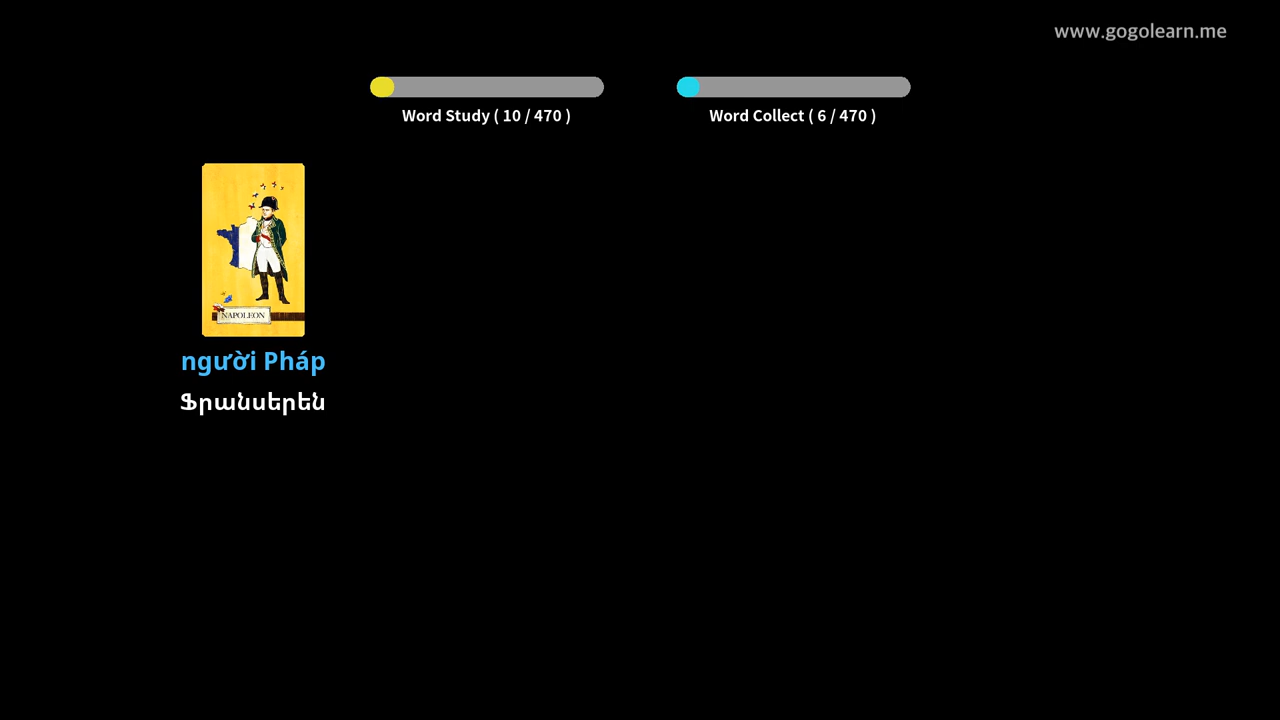 www.gogolearn.me
Word Study ( 10 / 470 )
Word Collect ( 6 / 470 )
NAPOLEON
người Pháp
Ֆրանսերեն